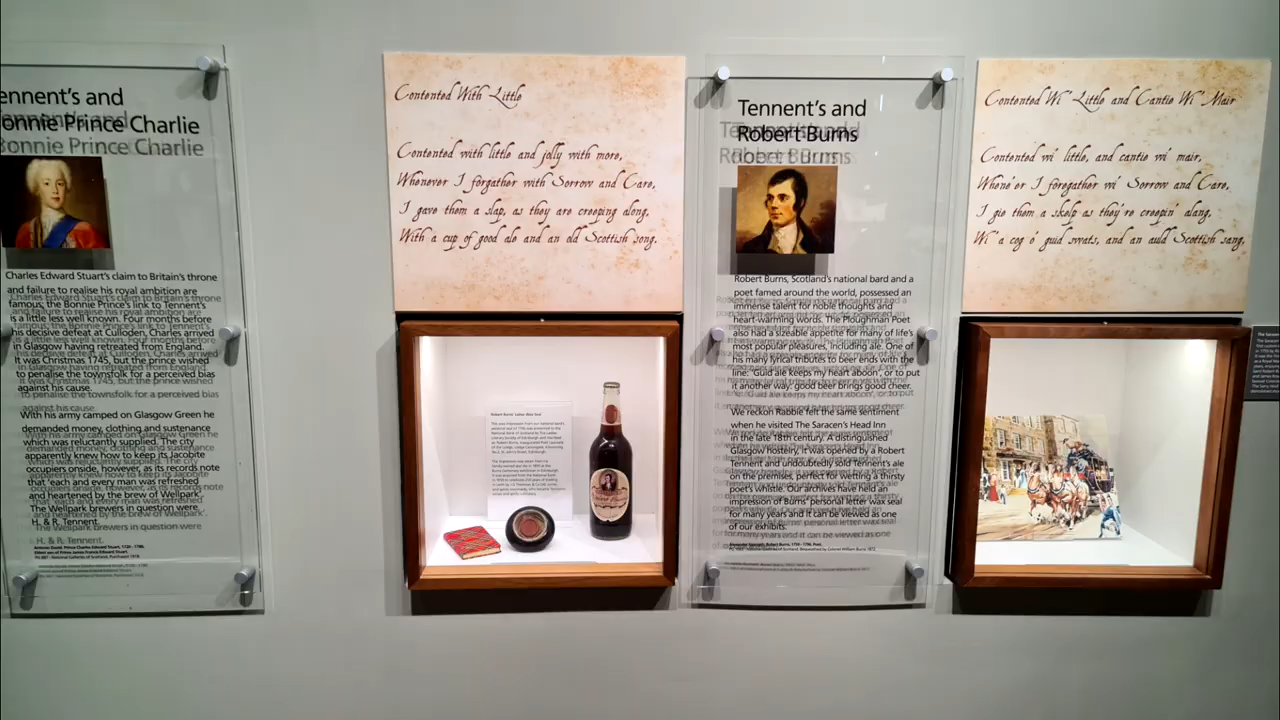 ennent's and
onnie Prince Charlie
Charles Edward Stuart's claim to Britain's throne
and failure to realise his royal ambition are
famous; the Bonnie Prince's link to Tennent's
is a little less well known. Four months before
his decisive defeat at Culloden, Charles arrived
in Glasgow having retreated from England.
It was Christmas 1745, but the prince wished
to penalise the townsfolk for a perceived bias
against his cause.
With his army camped on Glasgow Green he
demanded money, clothing and sustenance
which was reluctantly supplied. The city
apparently knew how to keep its Jacobite
occupiers onside, however, as its records note
that 'each and every man was refreshed
and heartened by the brew of Wellpark'.
The Wellpark brewers in question were
H. & R. Tennent.
Contented With Little
Contented with little and jolly with more,
Whenever I forgather with Sorrow and Care,
I gave them a slap, as they are creeping along,
With a cup of good ale and an old Scottish song.
Tennent's and
Robert Burns
Robert Burns, Scotland's national bard and a
poet famed around the world, possessed an
immense talent for noble thoughts and
heart-warming words. The Ploughman Poet
also had a sizeable appetite for many of life's
most popular pleasures, including ale. One of
his many lyrical tributes to beer ends with the
line: 'Guid ale keeps my heart aboon', or to put
it another way: good beer brings good cheer.
We reckon Rabbie felt the same sentiment
when he visited The Saracen's Head Inn
in the late 18th century. A distinguished
Glasgow hostelry, it was opened by a Robert
Tennent and undoubtedly sold Tennent's ale
on the premises, perfect for wetting a thirsty
poet's whistle. Our archives have held an
impression of Burns' personal letter wax seal
for many years and it can be viewed as one
of our exhibits.
Contented Wi' Little and Cantie Wi' Mair
Contented wi' little, and cantie wi' mair,
Whene'er I foregather wi' Sorrow and Care,
I gie them a skelp as they're creepin' alang,
Wi' a cog o' guid swats, and an auld Scottish sang.